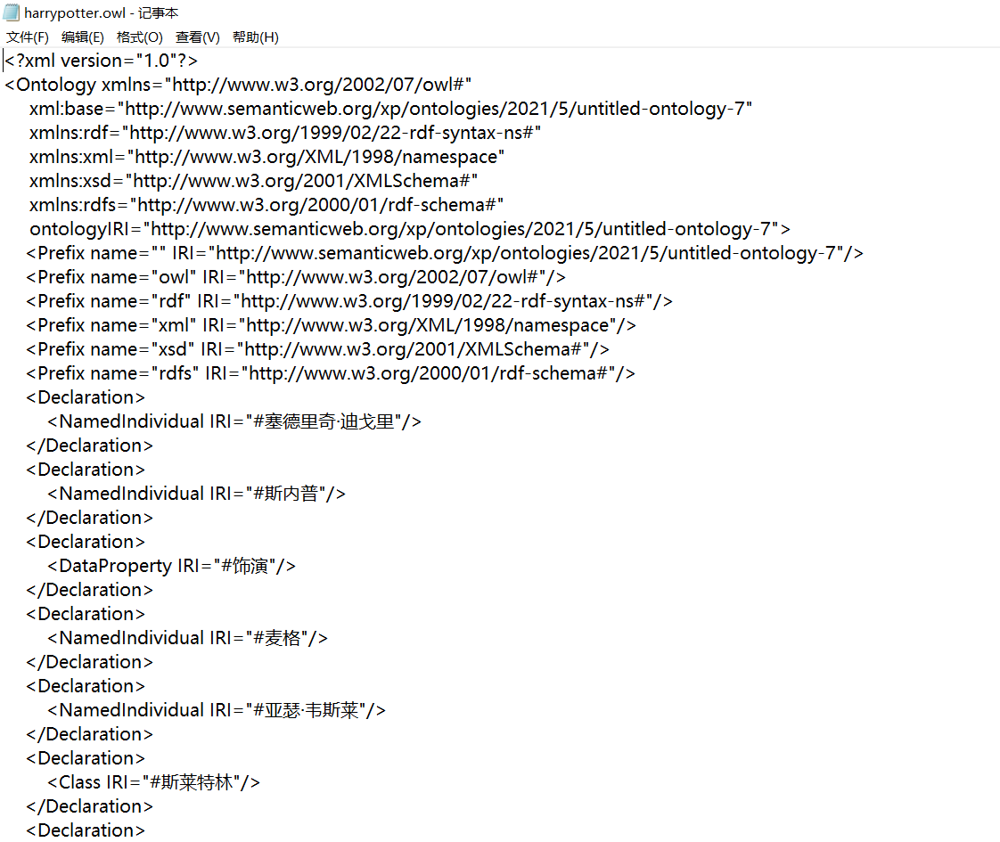 harrypotter.owl - 记事本
文件(F) 编辑(E) 格式(O) 查看(V) 帮助(H)
<?xml version="1.0"?>
<Ontology xmlns="http://www.w3.org/2002/07/owl#"
xml:base="http://www.semanticweb.org/xp/ontologies/2021/5/untitled-ontology-7"
xmlns:rdf="http://www.w3.org/1999/02/22-rdf-syntax-ns#"
xmlns:xml="http://www.w3.org/XML/1998/namespace"
xmlns:xsd="http://www.w3.org/2001/XMLSchema#"
xmlns:rdfs="http://www.w3.org/2000/01/rdf-schema#"
ontologyIRI="http://www.semanticweb.org/xp/ontologies/2021/5/untitled-ontology-7">
<Prefix name="" IRI="http://www.semanticweb.org/xp/ontologies/2021/5/untitled-ontology-7"/>
<Prefix name="owl" IRI="http://www.w3.org/2002/07/owl#"/>
<Prefix name="rdf" IRI="http://www.w3.org/1999/02/22-rdf-syntax-ns#"/>
<Prefix name="xml" IRI="http://www.w3.org/XML/1998/namespace"/>
<Prefix name="xsd" IRI="http://www.w3.org/2001/XMLSchema#"/>
<Prefix name="rdfs" IRI="http://www.w3.org/2000/01/rdf-schema#"/>
<Declaration>
<NamedIndividual IRI="#塞德里奇·迪戈里"/>
</Declaration>
<Declaration>
<NamedIndividual IRI="#斯内普"/>
</Declaration>
<Declaration>
<DataProperty IRI="#饰演"/>
</Declaration>
<Declaration>
<NamedIndividual IRI="#麦格"/>
</Declaration>
<Declaration>
<NamedIndividual IRI="#亚瑟·韦斯莱"/>
</Declaration>
<Declaration>
<Class IRI="#斯莱特林"/>
</Declaration>
<Declaration>